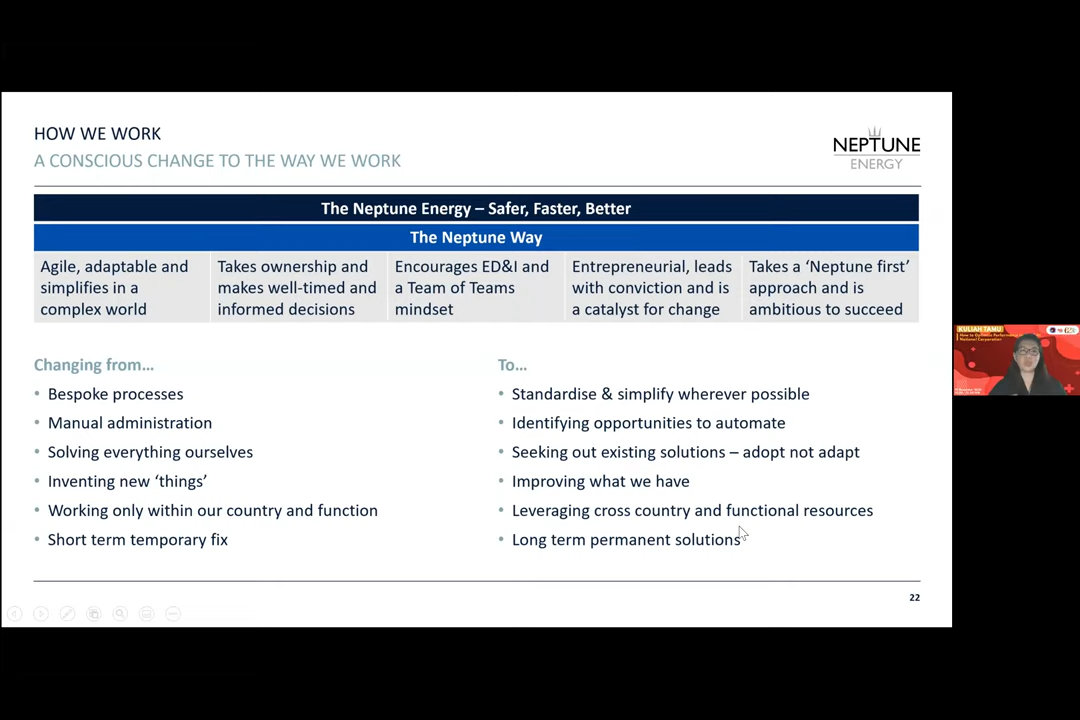 HOW WE WORK
A CONSCIOUS CHANGE TO THE WAY WE WORK
NEPTUNE
ENERGY
The Neptune Energy – Safer, Faster, Better
The Neptune Way
Agile, adaptable and
simplifies in a
complex world
Takes ownership and
makes well-timed and
informed decisions
Encourages ED&I and
a Team of Teams
mindset
Entrepreneurial, leads
with conviction and is
a catalyst for change
Takes a ‘Neptune first’
approach and is
ambitious to succeed
Changing from…
• Bespoke processes
• Manual administration
• Solving everything ourselves
• Inventing new ‘things’
• Working only within our country and function
• Short term temporary fix
To…
• Standardise & simplify wherever possible
• Identifying opportunities to automate
• Seeking out existing solutions – adopt not adapt
• Improving what we have
• Leveraging cross country and functional resources
• Long term permanent solutions
22
KULIAH TAMU